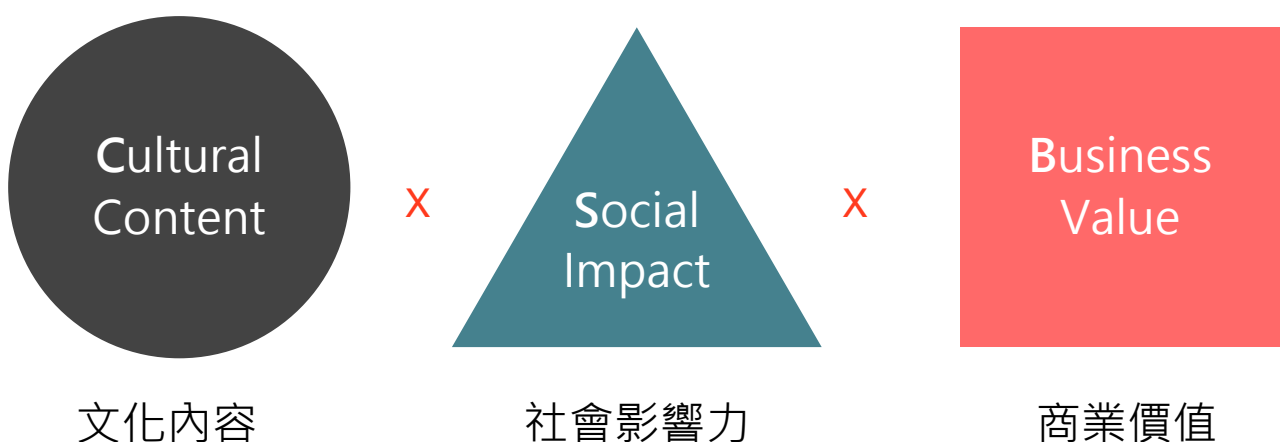 Cultural
Content
X
Social
Impact
X
Business
Value
文化內容
社會影響力
商業價值